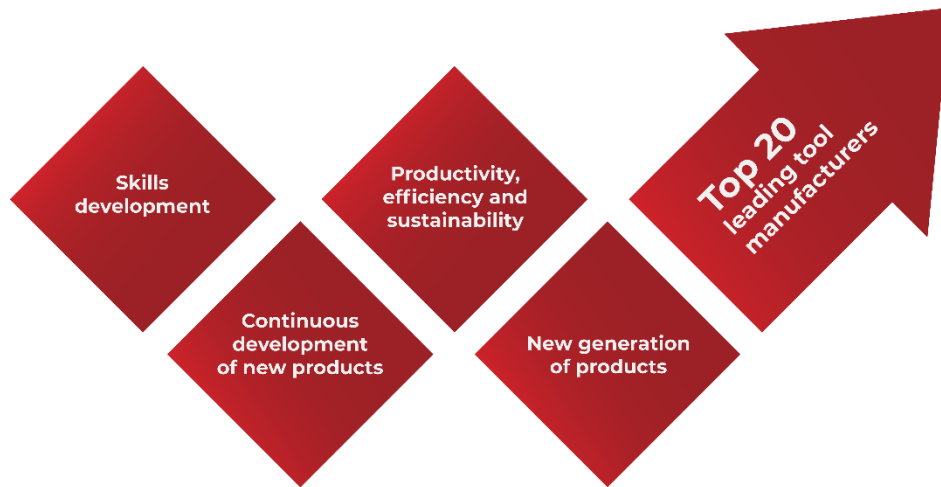 Skills
development
Continuous
development
of new products
Productivity,
efficiency and
sustainability
New generation
of products
Top 20
leading tool
manufacturers